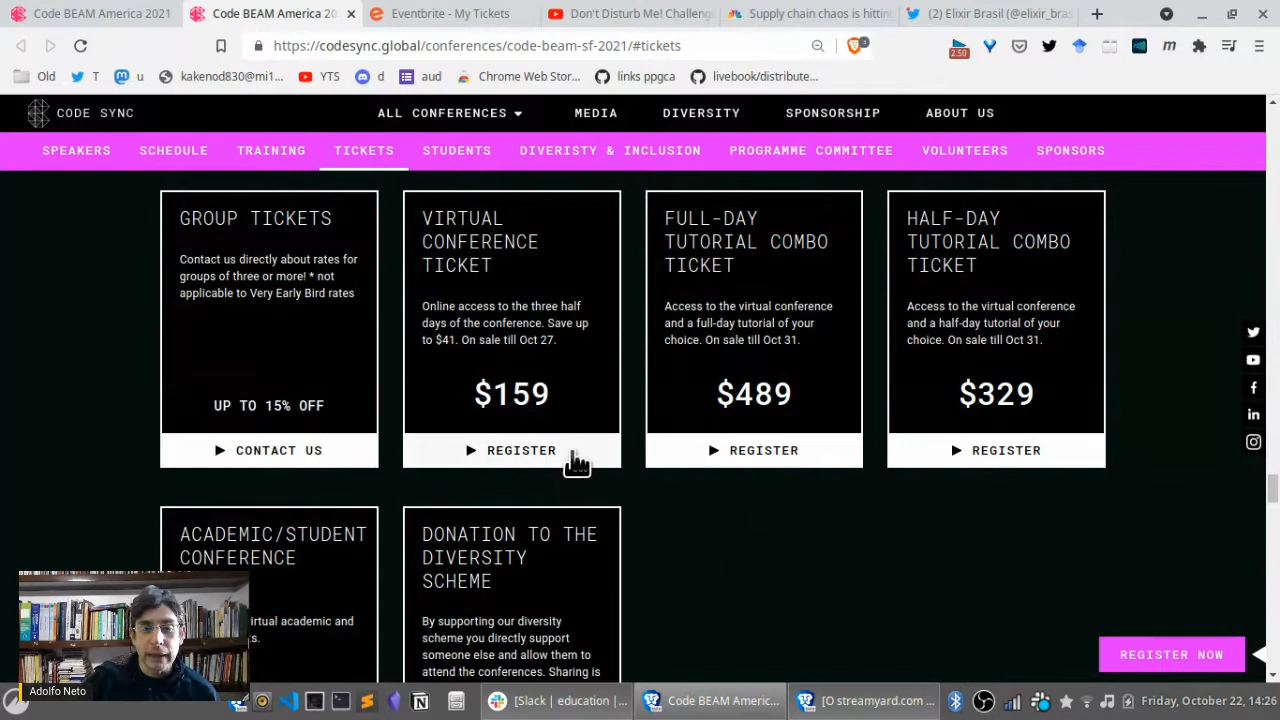 Code BEAM America 2021
Code BEAM America 20
Eventbrite - My Tickets
Don't Disturb Me! Challeng
Supply chain chaos is hittin
(2) Elixir Brasil (@elixir_bras
https://codesync.global/conferences/code-beam-sf-2021/#tickets
3
2.50
m
Old
T
u
kakenod830@mi1...
YTS
d
aud
Chrome Web Stor...
links ppgca
livebook/distribute...
CODE SYNC
ALL CONFERENCES
MEDIA
DIVERSITY
SPONSORSHIP
ABOUT US
SPEAKERS
SCHEDULE
TRAINING
TICKETS
STUDENTS
DIVERISTY & INCLUSION
PROGRAMME COMMITTEE
VOLUNTEERS
SPONSORS
GROUP TICKETS
Contact us directly about rates for
groups of three or more! * not
applicable to Very Early Bird rates
UP TO 15% OFF
CONTACT US
VIRTUAL
CONFERENCE
TICKET
Online access to the three half
days of the conference. Save up
to $41. On sale till Oct 27.
$159
REGISTER
FULL-DAY
TUTORIAL COMBO
TICKET
Access to the virtual conference
and a full-day tutorial of your
choice. On sale till Oct 31.
$489
REGISTER
HALF-DAY
TUTORIAL COMBO
TICKET
Access to the virtual conference
and a half-day tutorial of your
choice. On sale till Oct 31.
$329
REGISTER
ACADEMIC/STUDENT
CONFERENCE
virtual academic and
DONATION TO THE
DIVERSITY
SCHEME
By supporting our diversity
scheme you directly support
someone else and allow them to
attend the conferences. Sharing is
REGISTER NOW
Adolfo Neto
[Slack | education |...
Code BEAM Americ...
[O streamyard.com ...
Friday, October 22, 14:26